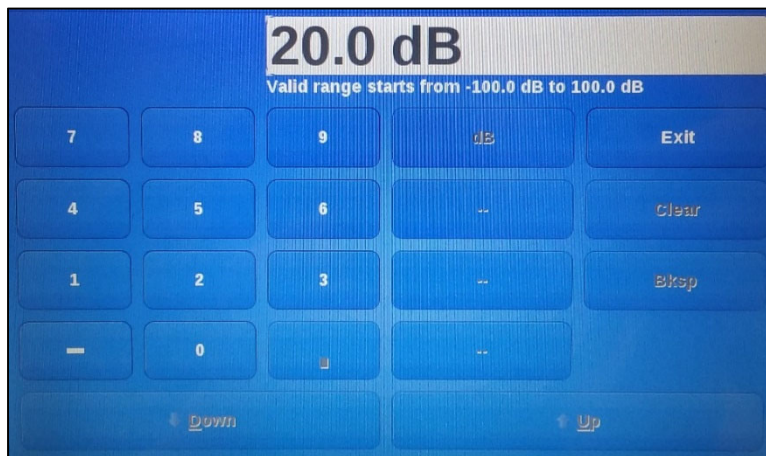 20.0 dB
Valid range starts from -100.0 dB to 100.0 dB
7 8 9 dB Exit
4 5 6 -- Clear
1 2 3 -- Bksp
- 0 . --
Down Up